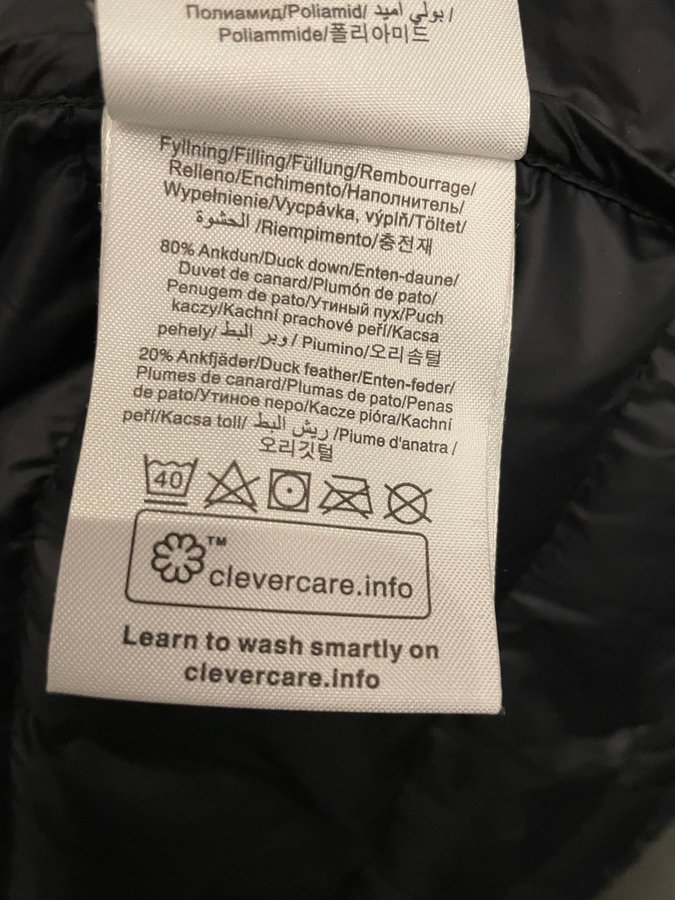 Полиамид/Poliamid/ بولي أميد /
Poliammide/폴리아미드
Fyllning/Filling/Füllung/Rembourrage/
Relleno/Enchimento/Наполнитель/
Wypełnienie/Vycpávka, výplň/Töltet/
الحشوة /Riempimento/충전재
80% Ankdun/Duck down/Enten-daune/
Duvet de canard/Plumón de pato/
Penugem de pato/Утиный пух/Puch
kaczy/Kachní prachové peří/Kacsa
pehely/ وبر البط / Piumino/오리솜털
20% Ankfjäder/Duck feather/Enten-feder/
Plumes de canard/Plumas de pato/Penas
de pato/Утиное перо/Kacze pióra/Kachní
peří/Kacsa toll/ ريش البط /Piume d'anatra /
오리깃털
40
TM
clevercare.info
Learn to wash smartly on
clevercare.info